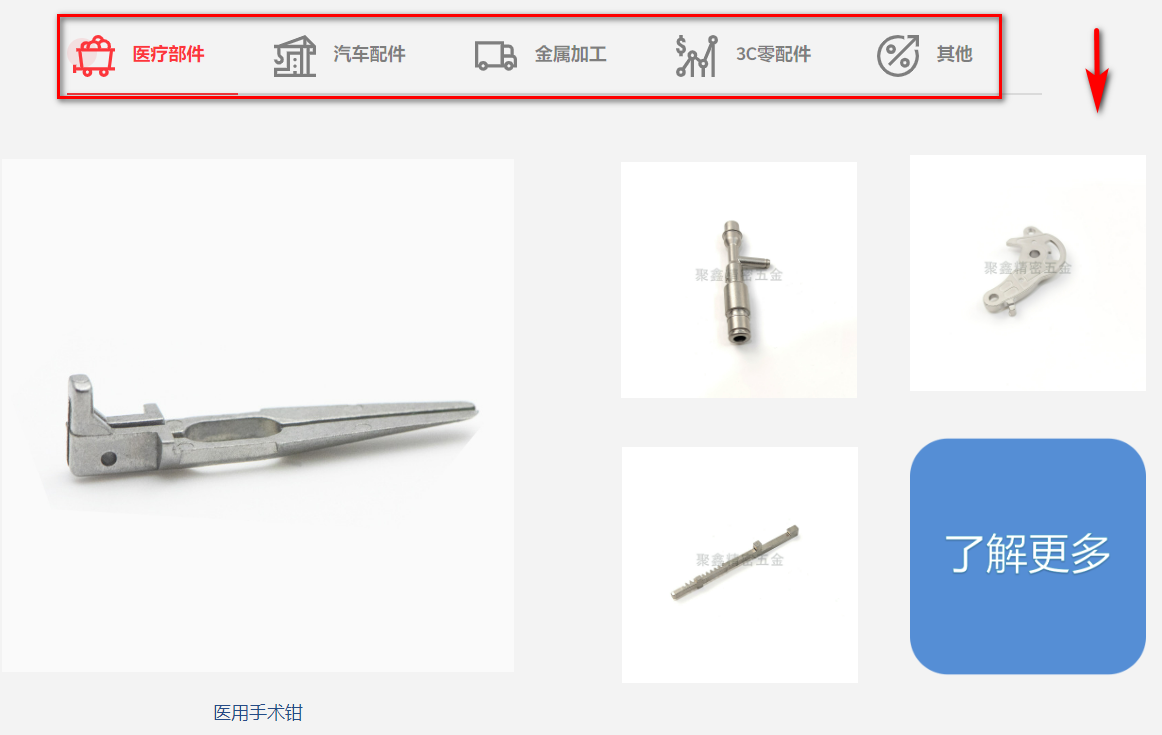 医疗部件
汽车配件
金属加工
3C零配件
其他
聚鑫精密五金
聚鑫精密五金
聚鑫精密五金
了解更多
医用手术钳